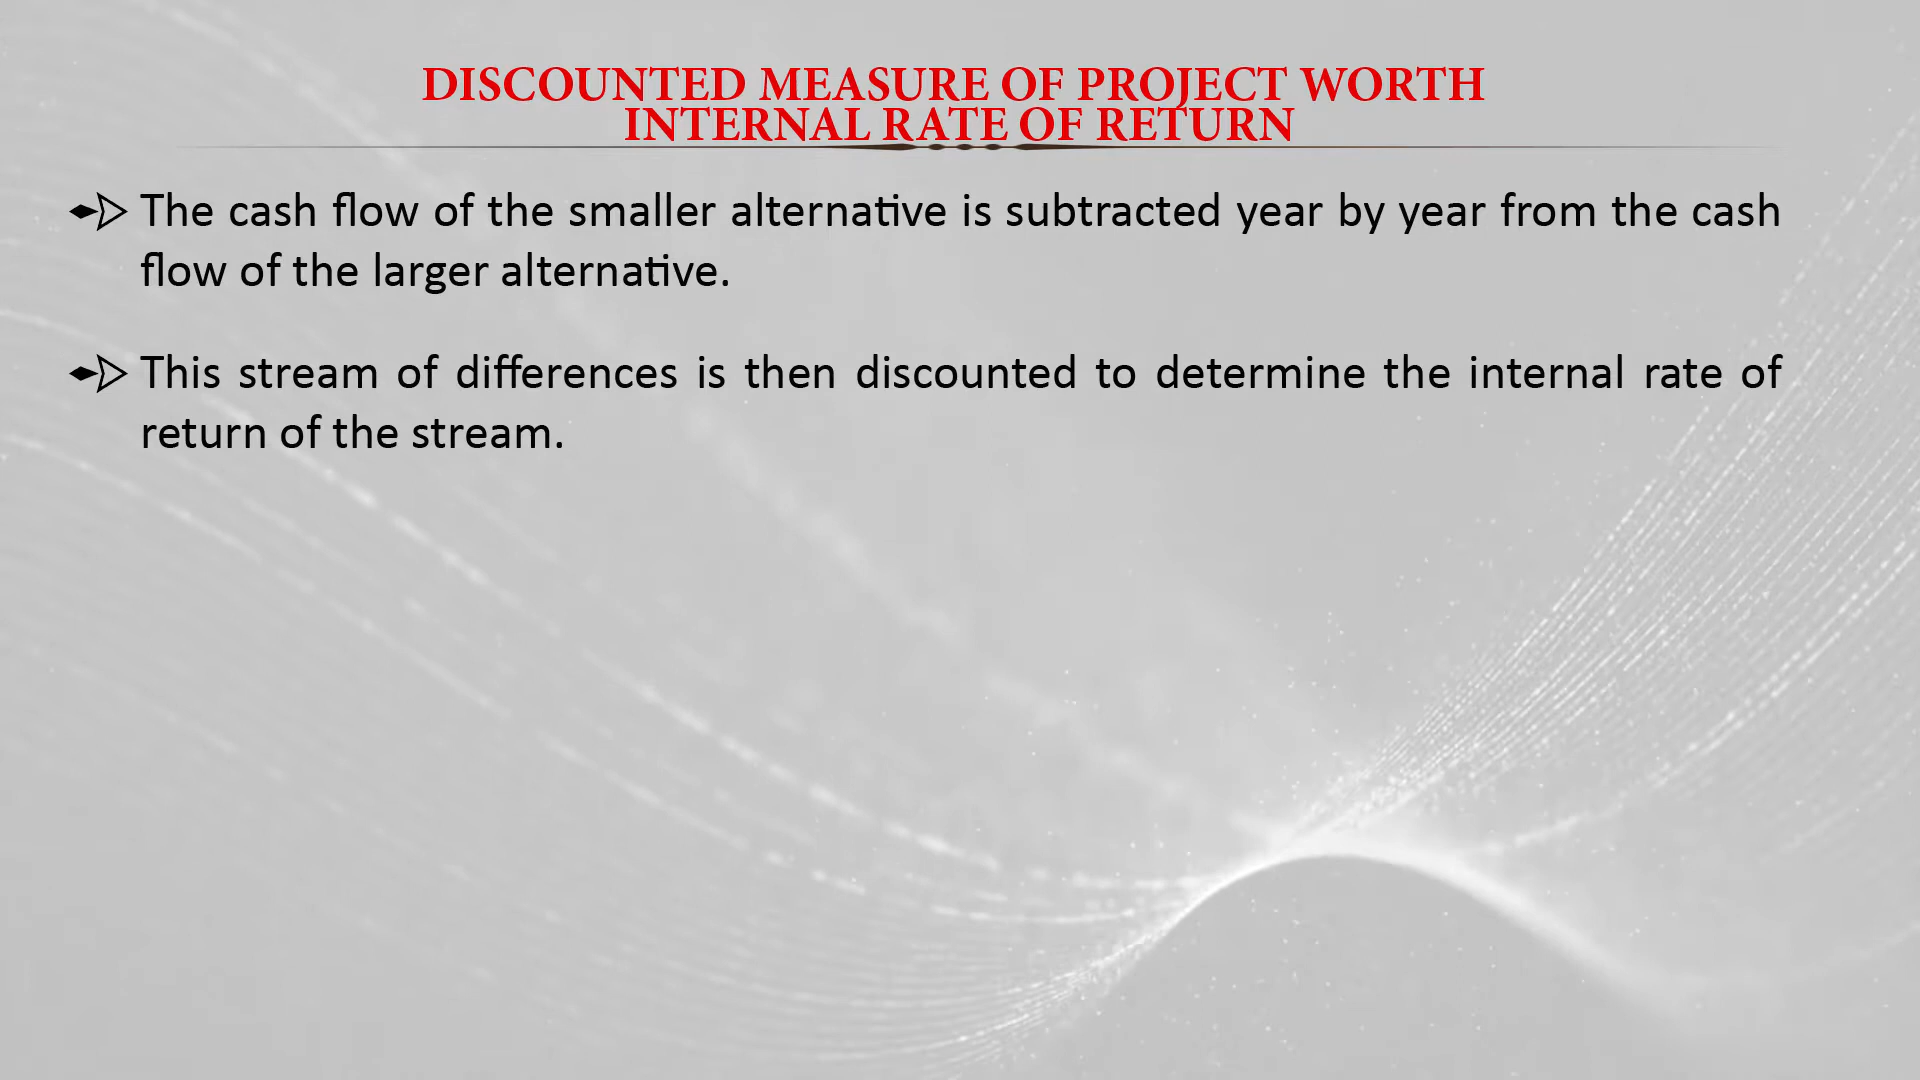 DISCOUNTED MEASURE OF PROJECT WORTH
INTERNAL RATE OF RETURN
The cash flow of the smaller alternative is subtracted year by year from the cash
flow of the larger alternative.
This stream of differences is then discounted to determine the internal rate of
return of the stream.